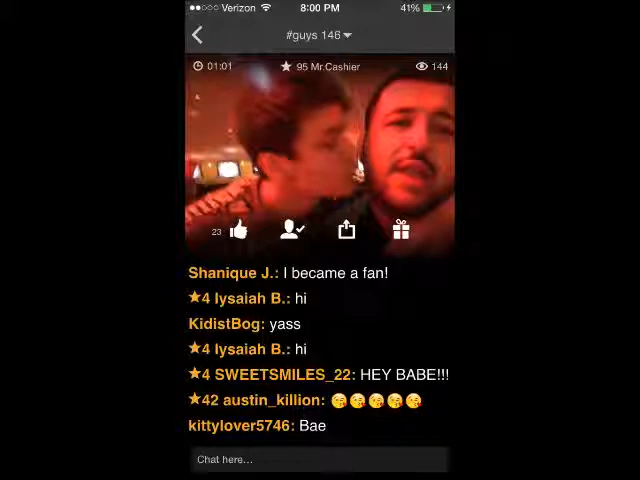 Verizon 8:00 PM 41%
#guys 146
01:01 95 Mr.Cashier 144
23
Shanique J.: I became a fan!
★4 Iysaiah B.: hi
KidistBog: yass
★4 Iysaiah B.: hi
★4 SWEETSMILES_22: HEY BABE!!!
★42 austin_killion: 😘😘😘😘😘
kittylover5746: Bae
Chat here...